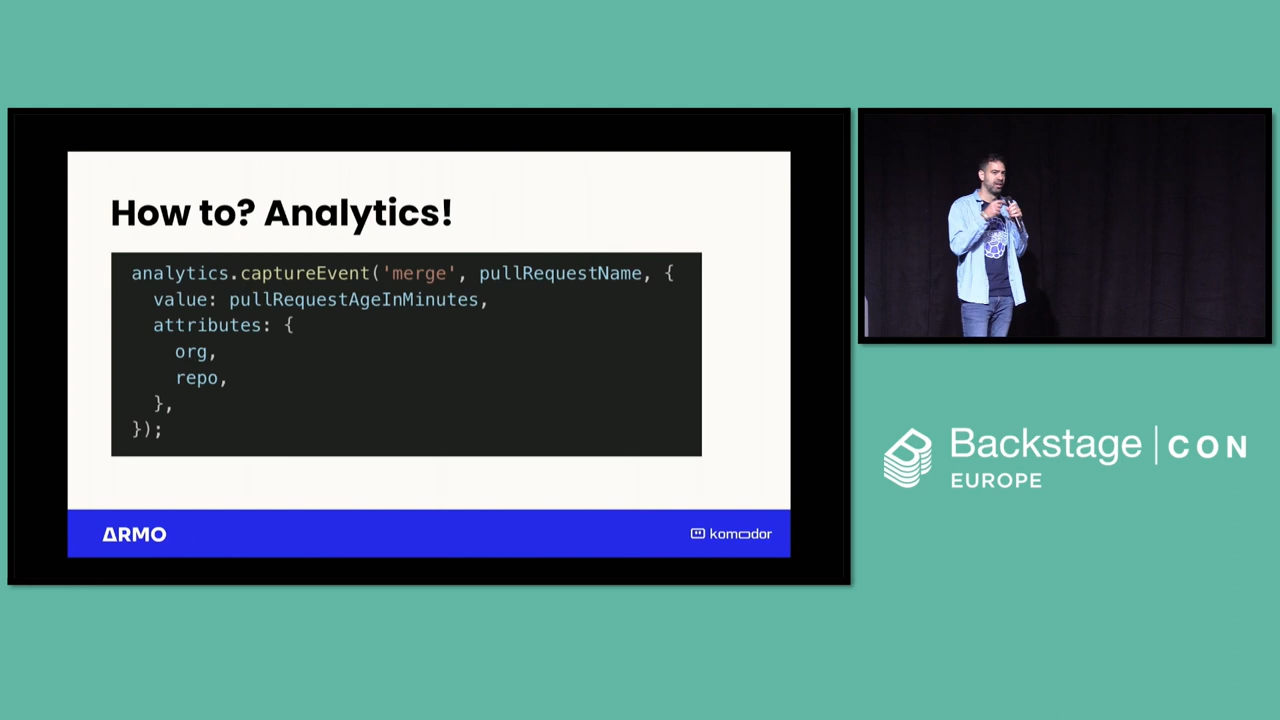 How to? Analytics!
analytics.captureEvent('merge', pullRequestName, {
  value: pullRequestAgeInMinutes,
  attributes: {
    org,
    repo,
  },
});
ARMO
komodor
Backstage | CON
EUROPE